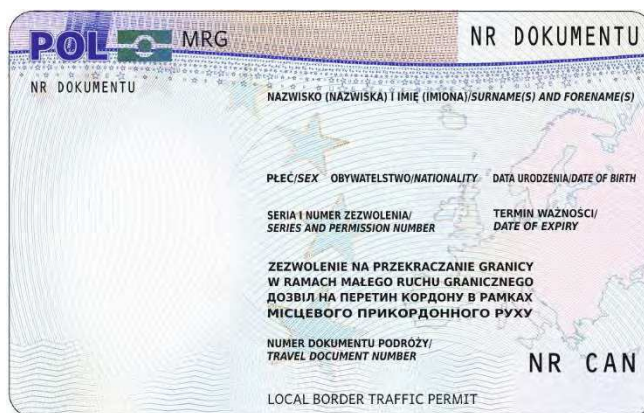 POL MRG NR DOKUMENTU
NR DOKUMENTU
NAZWISKO (NAZWISKA) I IMIĘ (IMIONA)/SURNAME(S) AND FORENAME(S)
PŁEĆ/SEX OBYWATELSTWO/NATIONALITY DATA URODZENIA/DATE OF BIRTH
SERIA I NUMER ZEZWOLENIA/ TERMIN WAŻNOŚCI/
SERIES AND PERMISSION NUMBER DATE OF EXPIRY
ZEZWOLENIE NA PRZEKRACZANIE GRANICY
W RAMACH MAŁEGO RUCHU GRANICZNEGO
ДОЗВІЛ НА ПЕРЕТИН КОРДОНУ В РАМКАХ
МІСЦЕВОГО ПРИКОРДОННОГО РУХУ
NUMER DOKUMENTU PODRÓŻY/
TRAVEL DOCUMENT NUMBER
NR CAN
LOCAL BORDER TRAFFIC PERMIT